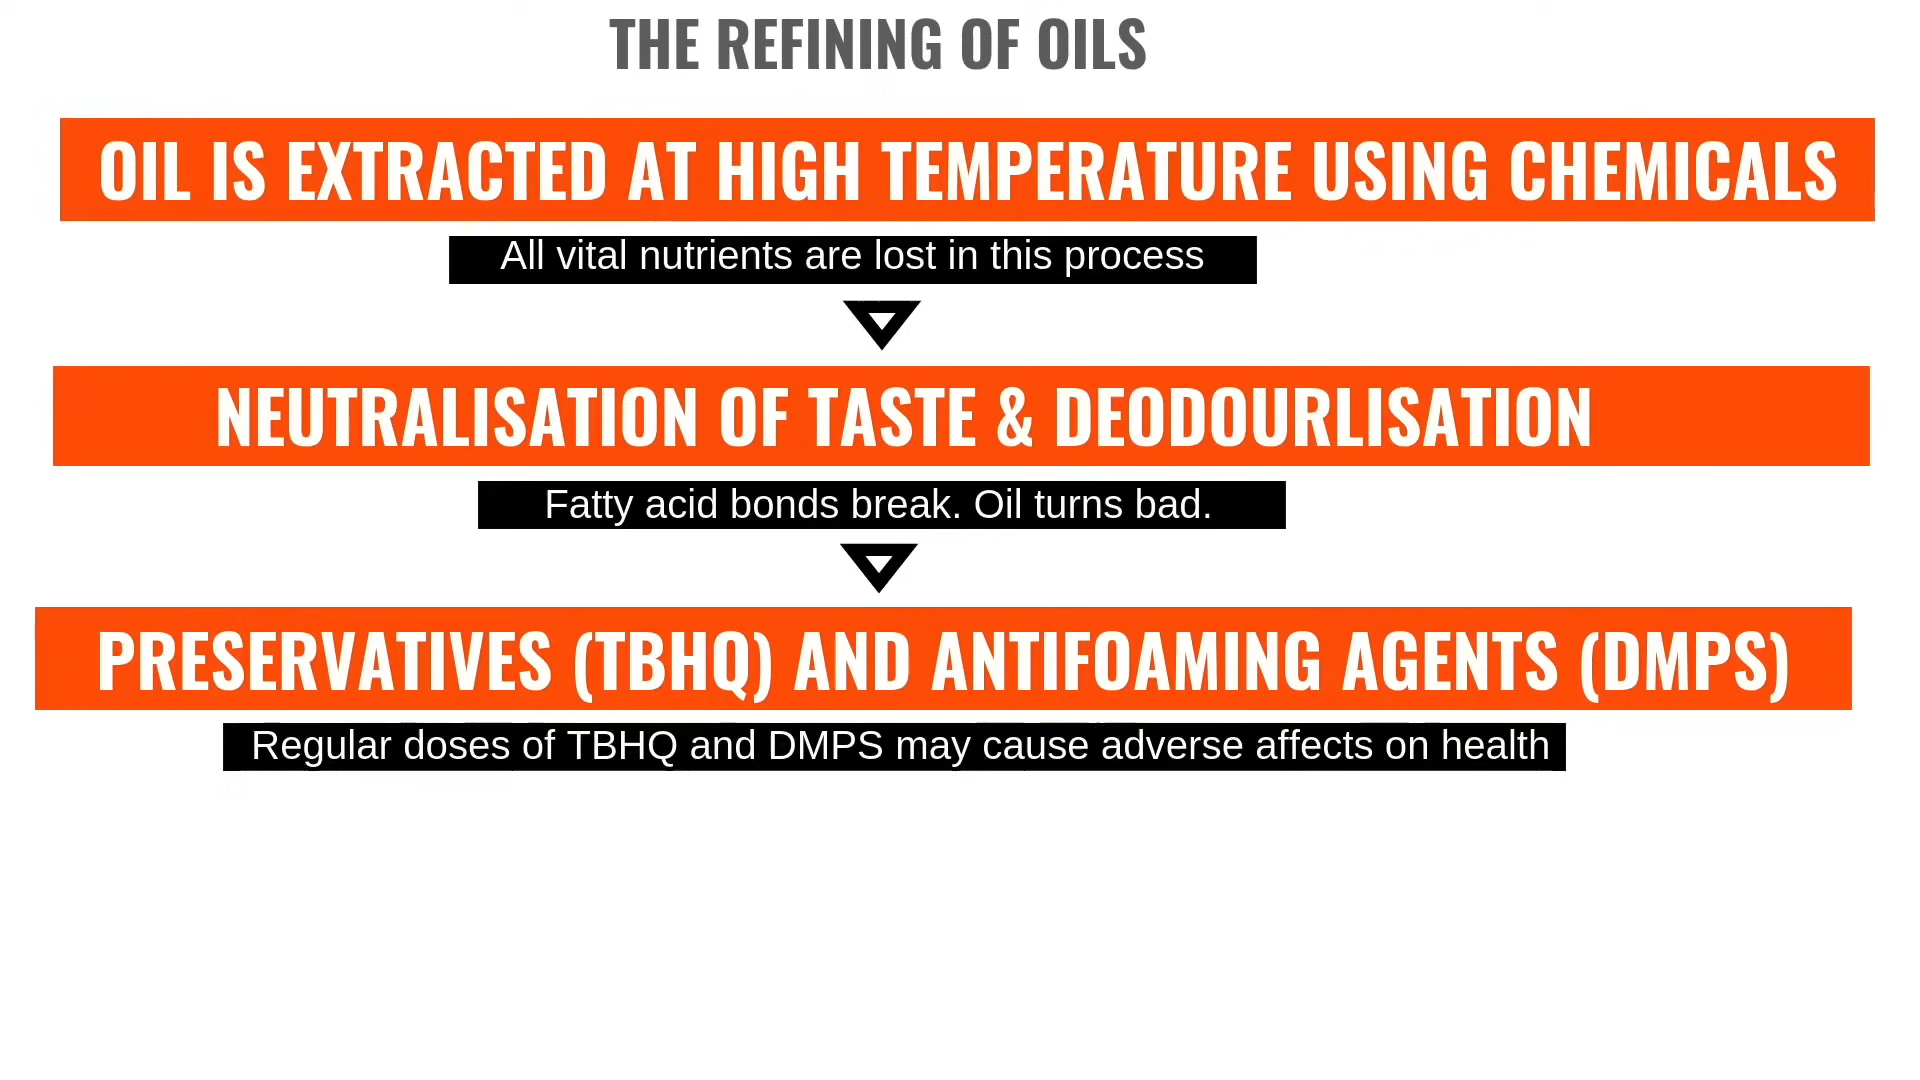 THE REFINING OF OILS
OIL IS EXTRACTED AT HIGH TEMPERATURE USING CHEMICALS
All vital nutrients are lost in this process
NEUTRALISATION OF TASTE & DEODOURLISATION
Fatty acid bonds break. Oil turns bad.
PRESERVATIVES (TBHQ) AND ANTIFOAMING AGENTS (DMPS)
Regular doses of TBHQ and DMPS may cause adverse affects on health